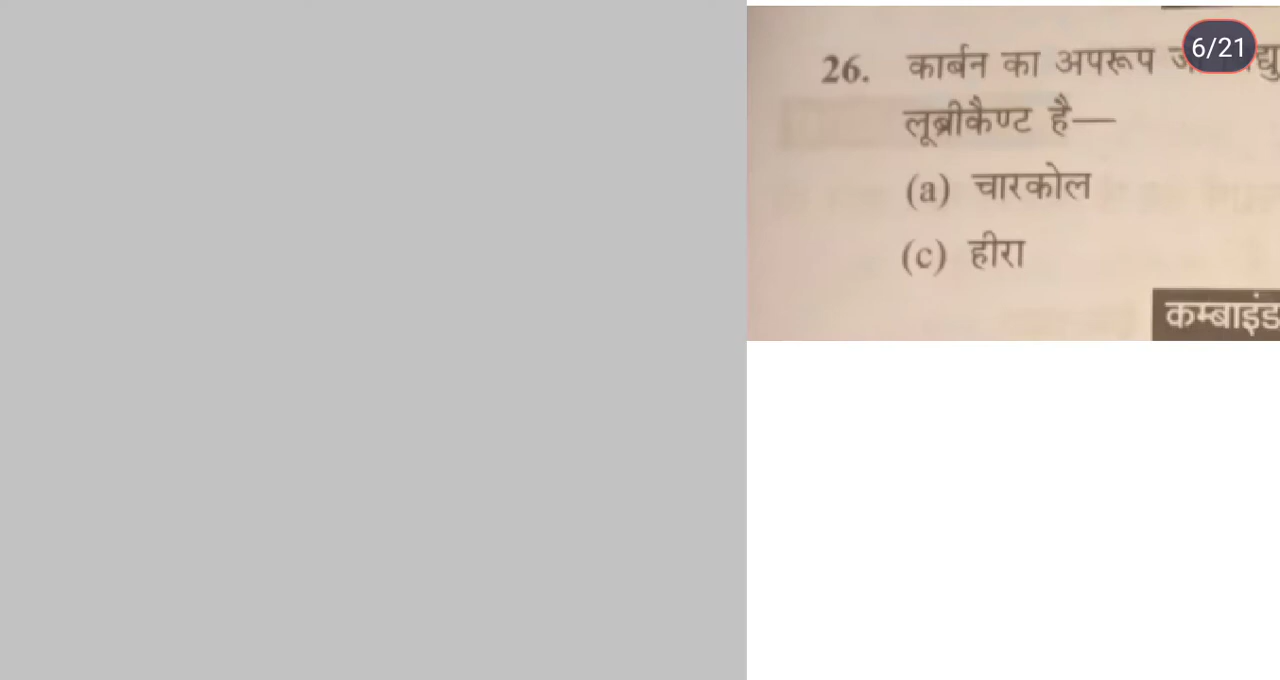 6/21
26. कार्बन का अपरूप
लूब्रीकैण्ट है—
(a) चारकोल
(c) हीरा
कम्बाइंड